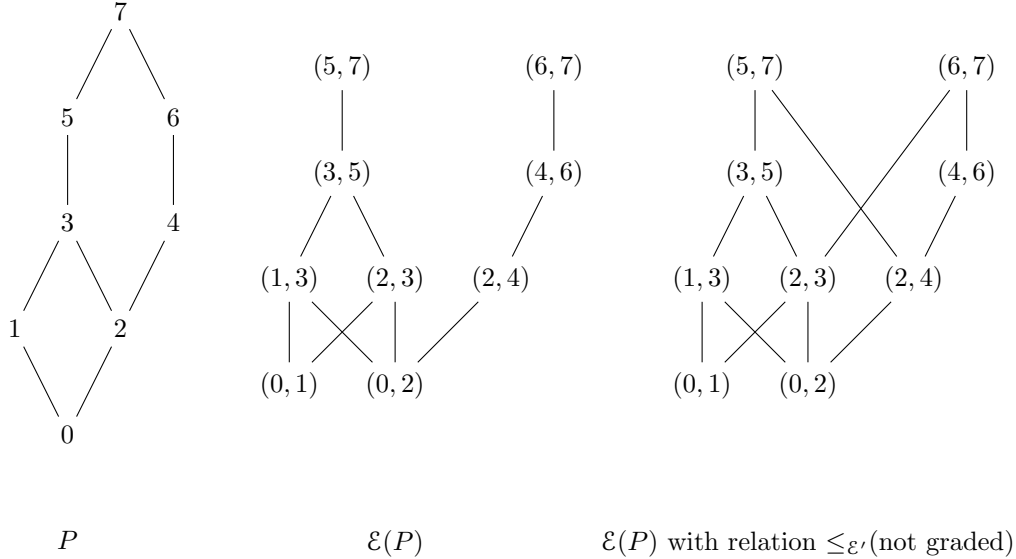 7
(5, 7) (6, 7) (5, 7) (6, 7)
5 6
(3, 5) (4, 6) (3, 5) (4, 6)
3 4
(1, 3) (2, 3) (2, 4) (1, 3) (2, 3) (2, 4)
1 2
(0, 1) (0, 2) (0, 1) (0, 2)
0
P ℰ(P) ℰ(P) with relation ≤_ℰ′(not graded)